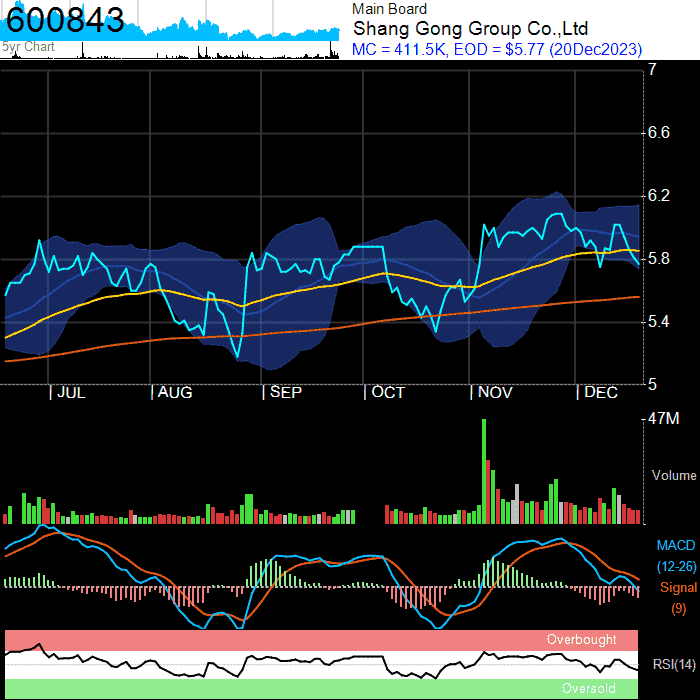 600843
5yr Chart
Main Board
Shang Gong Group Co.,Ltd
MC = 411.5K, EOD = $5.77 (20Dec2023)
7
6.6
6.2
5.8
5.4
5
JUL
AUG
SEP
OCT
NOV
DEC
47M
Volume
MACD
(12-26)
Signal
(9)
Overbought
RSI(14)
Oversold